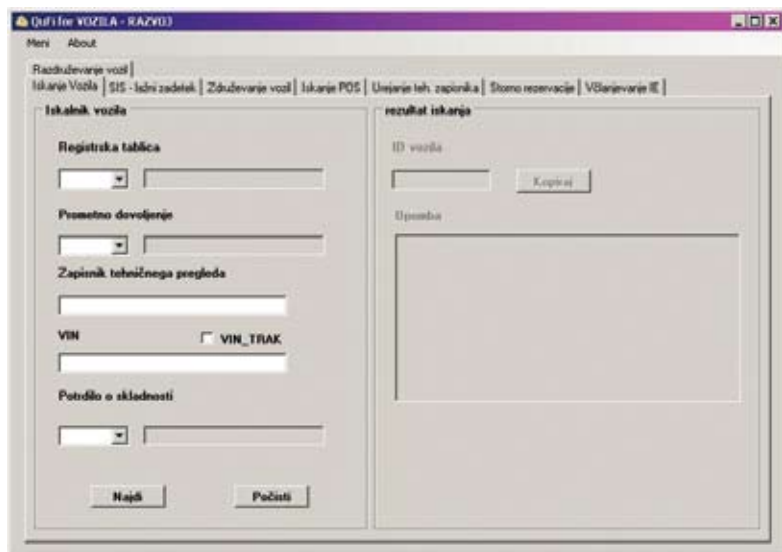 QuFi for VOZILA - RAZVOJ
Meni About
Razdruževanje vozil
Iskanje Vozila SIS - lažni zadetek Združevanje vozil Iskanje POS Urejanje teh. zapisnika Storno rezervacije Včlanjevanje IE
Iskalnik vozila
Registrska tablica
Prometno dovoljenje
Zapisnik tehničnega pregleda
VIN VIN_TRAK
Potrdilo o skladnosti
Najdi Počisti
rezultat iskanja
ID vozila
Kopiraj
Opomba